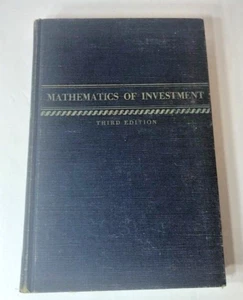 MATHEMATICS OF INVESTMENT
THIRD EDITION